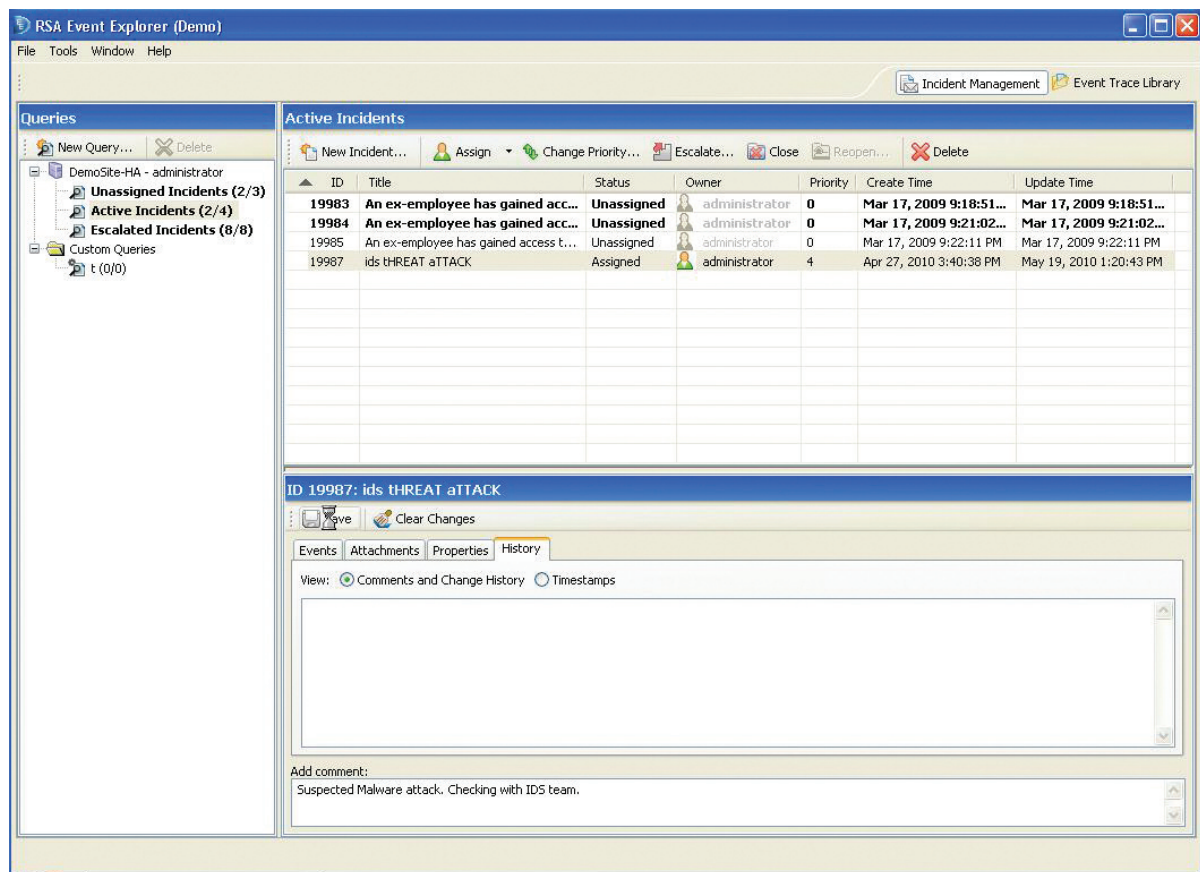 RSA Event Explorer (Demo)
File Tools Window Help
Incident Management Event Trace Library
Queries
New Query... Delete
DemoSite-HA - administrator
Unassigned Incidents (2/3)
Active Incidents (2/4)
Escalated Incidents (8/8)
Custom Queries
t (0/0)
Active Incidents
New Incident... Assign Change Priority... Escalate... Close Reopen... Delete
ID Title Status Owner Priority Create Time Update Time
19983 An ex-employee has gained acc... Unassigned administrator 0 Mar 17, 2009 9:18:51... Mar 17, 2009 9:18:51...
19984 An ex-employee has gained acc... Unassigned administrator 0 Mar 17, 2009 9:21:02... Mar 17, 2009 9:21:02...
19985 An ex-employee has gained access t... Unassigned administrator 0 Mar 17, 2009 9:22:11 PM Mar 17, 2009 9:22:11 PM
19987 ids tHREAT aTTACK Assigned administrator 4 Apr 27, 2010 3:40:38 PM May 19, 2010 1:20:43 PM
ID 19987: ids tHREAT aTTACK
Save Clear Changes
Events Attachments Properties History
View: Comments and Change History Timestamps
Add comment:
Suspected Malware attack. Checking with IDS team.